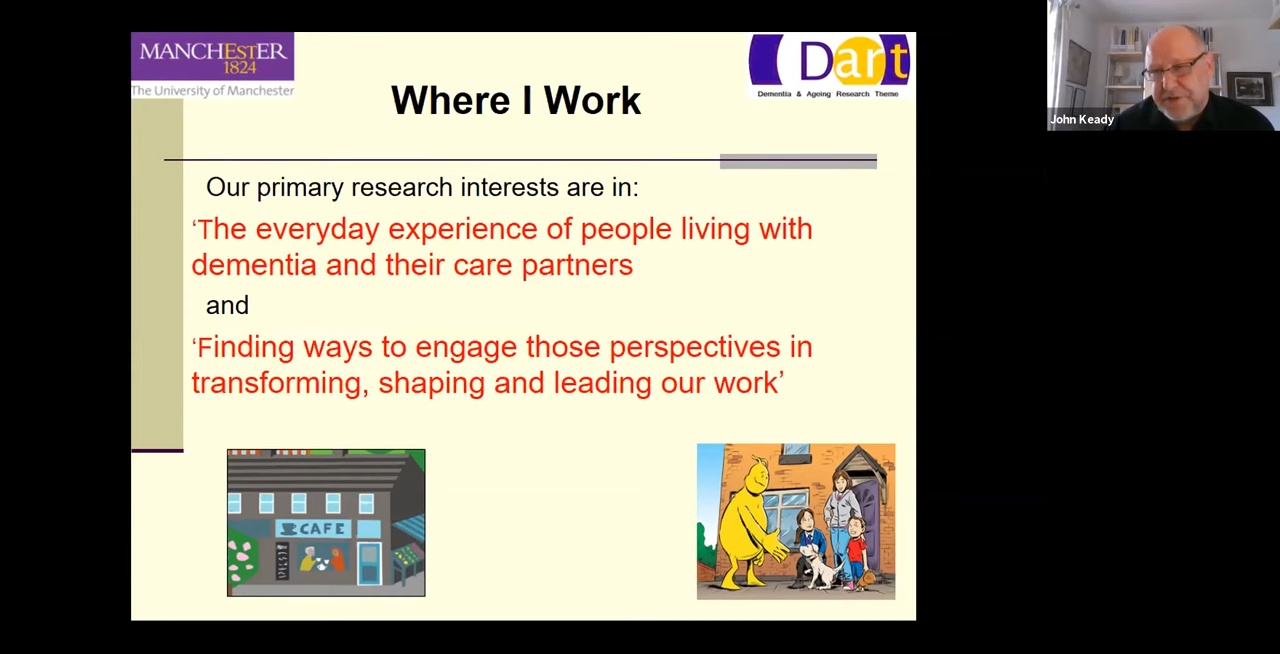 MANCHESTER
1824
The University of Manchester
Dart
Dementia & Ageing Research Theme
Where I Work
John Keady
Our primary research interests are in:
‘The everyday experience of people living with
dementia and their care partners
and
‘Finding ways to engage those perspectives in
transforming, shaping and leading our work’
CAFE